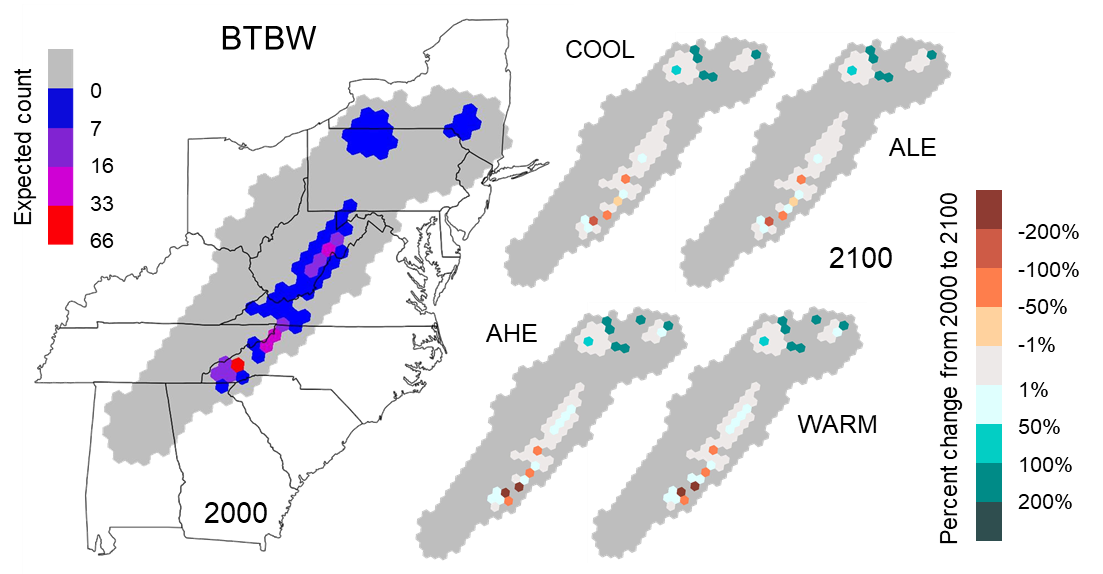 BTBW
Expected count
0
7
16
33
66
2000
COOL
ALE
2100
AHE
WARM
Percent change from 2000 to 2100
-200%
-100%
-50%
-1%
1%
50%
100%
200%